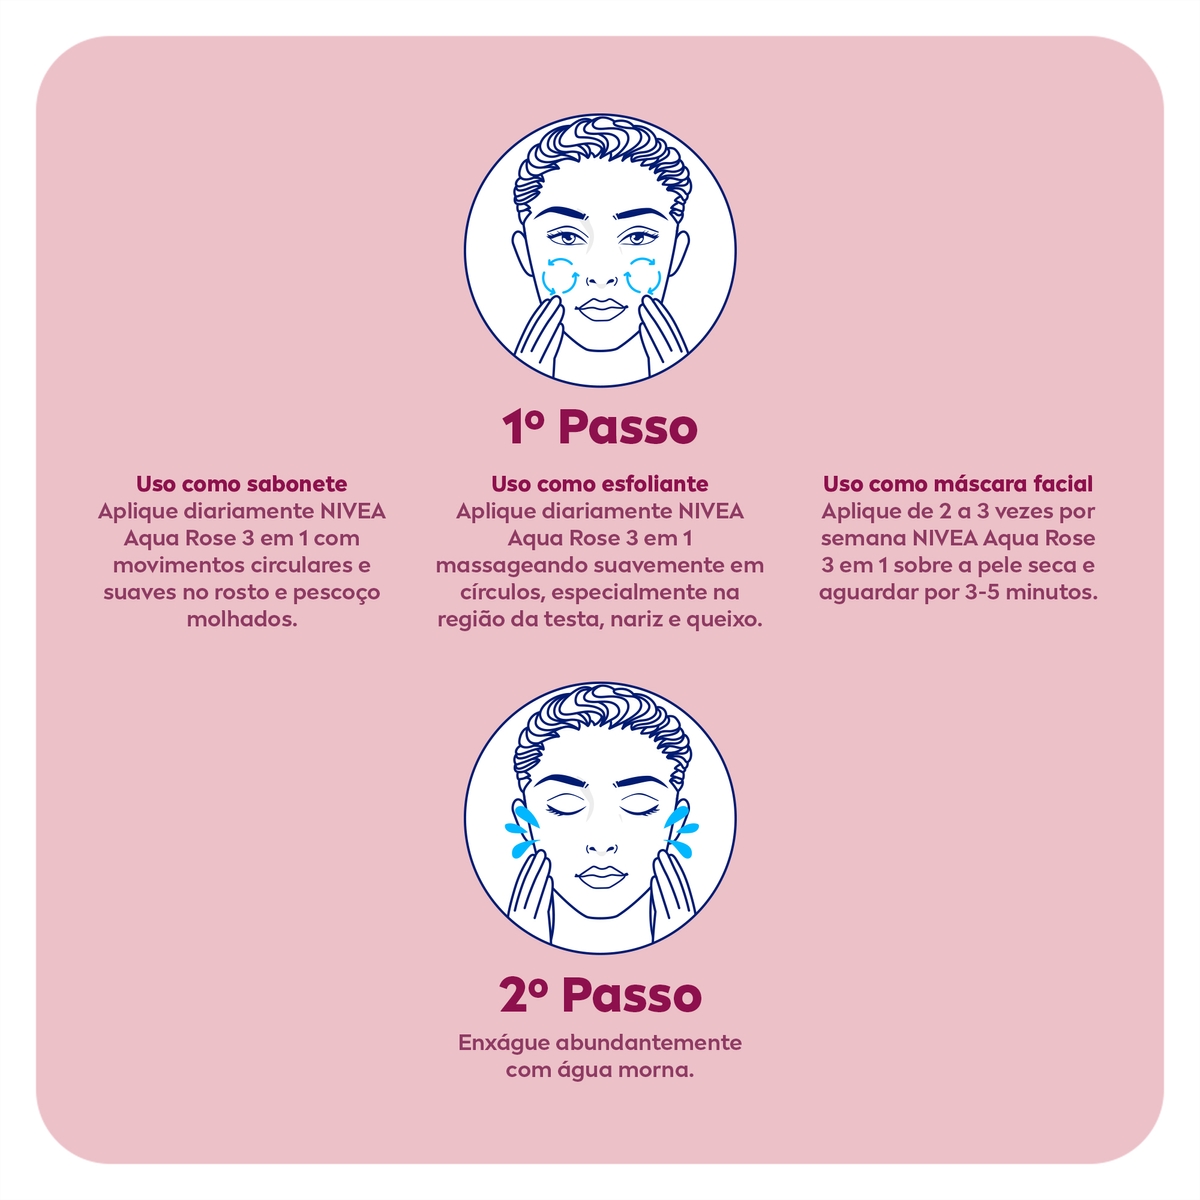 1º Passo
Uso como sabonete
Aplique diariamente NIVEA
Aqua Rose 3 em 1 com
movimentos circulares e
suaves no rosto e pescoço
molhados.
Uso como esfoliante
Aplique diariamente NIVEA
Aqua Rose 3 em 1
massageando suavemente em
círculos, especialmente na
região da testa, nariz e queixo.
Uso como máscara facial
Aplique de 2 a 3 vezes por
semana NIVEA Aqua Rose
3 em 1 sobre a pele seca e
aguardar por 3-5 minutos.
2º Passo
Enxágue abundantemente
com água morna.